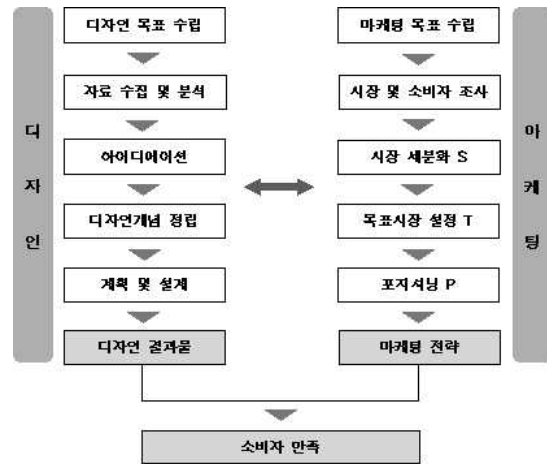 디자인
디자인 목표 수립
자료 수집 및 분석
아이디에이션
디자인개념 정립
계획 및 설계
디자인 결과물
마케팅 목표 수립
시장 및 소비자 조사
시장 세분화 S
목표시장 설정 T
포지셔닝 P
마케팅 전략
마케팅
소비자 만족